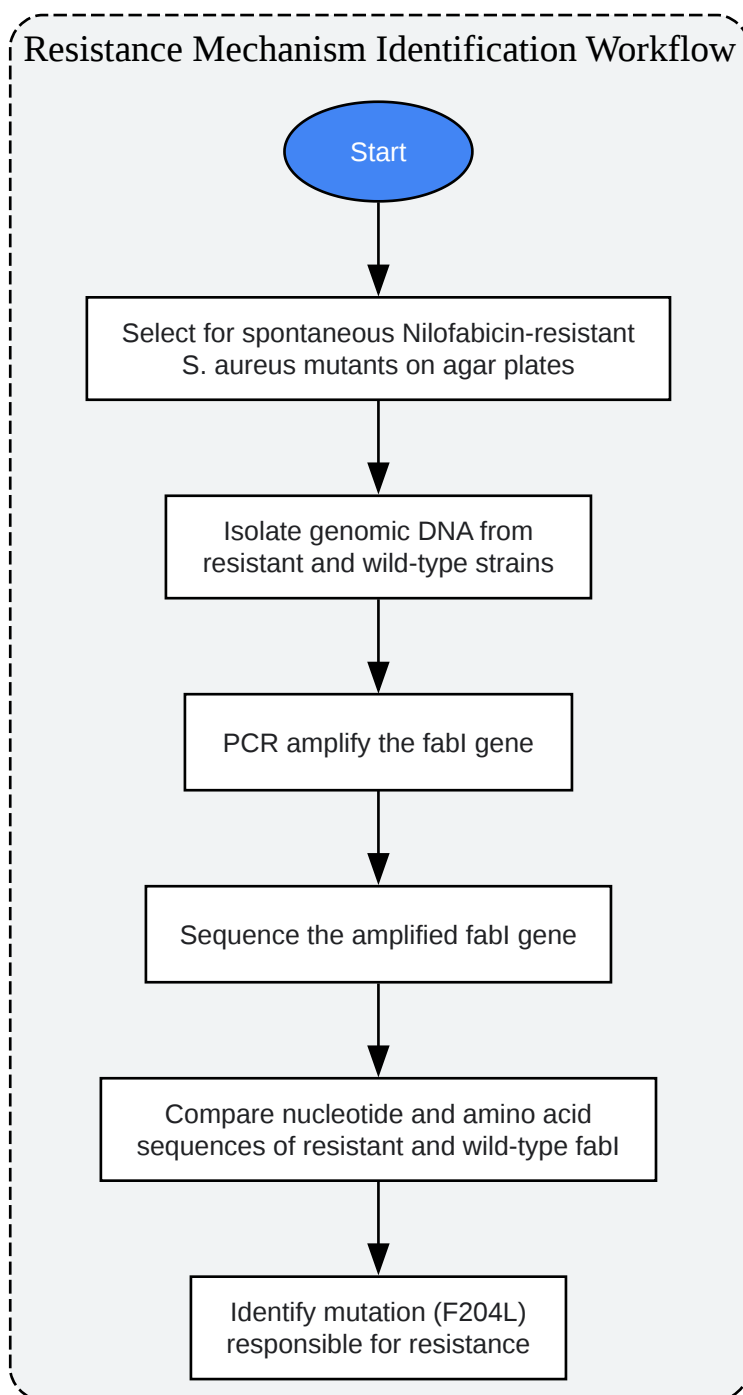 Resistance Mechanism Identification Workflow
Start
Select for spontaneous Nilofabicin-resistant
S. aureus mutants on agar plates
Isolate genomic DNA from
resistant and wild-type strains
PCR amplify the fabI gene
Sequence the amplified fabI gene
Compare nucleotide and amino acid
sequences of resistant and wild-type fabI
Identify mutation (F204L)
responsible for resistance